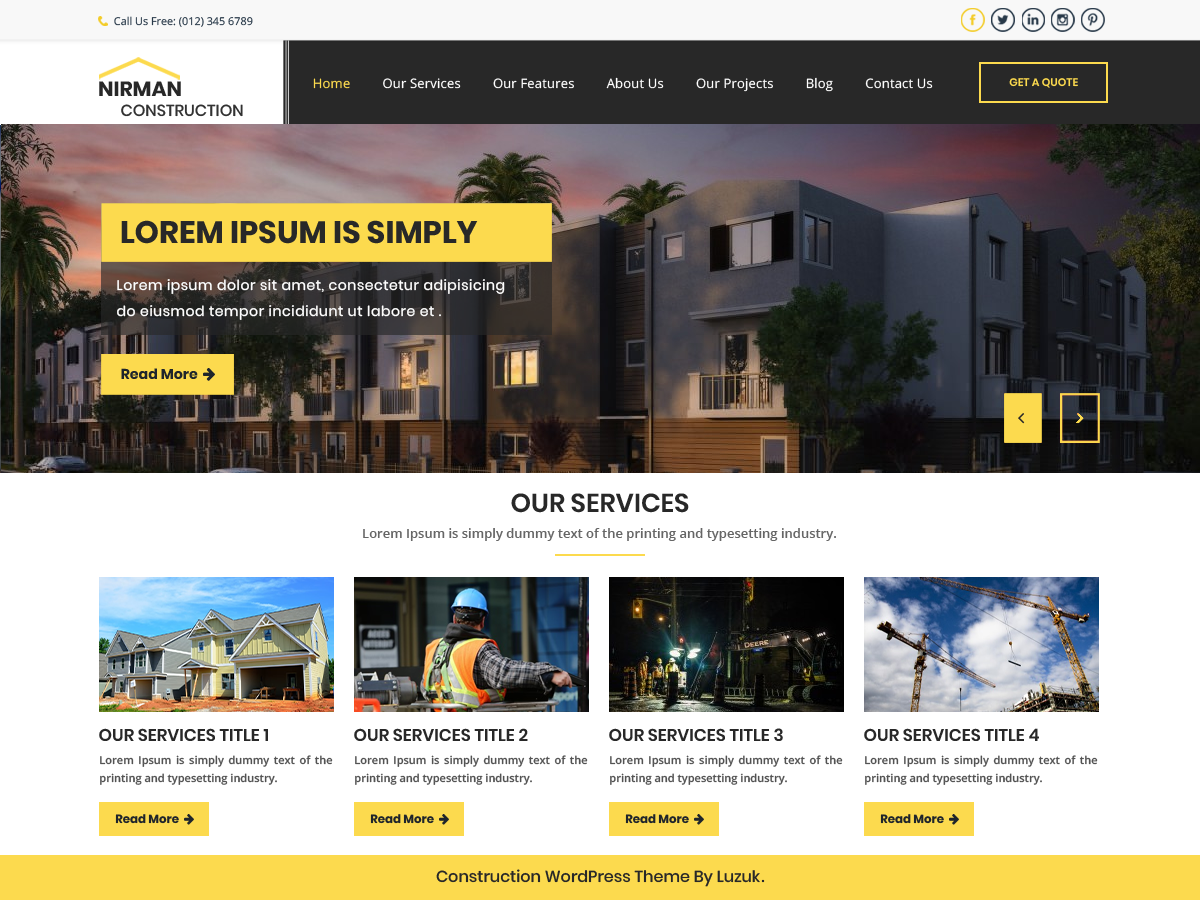 Call Us Free: (012) 345 6789
NIRMAN
CONSTRUCTION
Home Our Services Our Features About Us Our Projects Blog Contact Us GET A QUOTE
LOREM IPSUM IS SIMPLY
Lorem ipsum dolor sit amet, consectetur adipisicing
do eiusmod tempor incididunt ut labore et .
Read More
OUR SERVICES
Lorem Ipsum is simply dummy text of the printing and typesetting industry.
DEERE
OUR SERVICES TITLE 1
Lorem Ipsum is simply dummy text of the
printing and typesetting industry.
Read More
OUR SERVICES TITLE 2
Lorem Ipsum is simply dummy text of the
printing and typesetting industry.
Read More
OUR SERVICES TITLE 3
Lorem Ipsum is simply dummy text of the
printing and typesetting industry.
Read More
OUR SERVICES TITLE 4
Lorem Ipsum is simply dummy text of the
printing and typesetting industry.
Read More
Construction WordPress Theme By Luzuk.